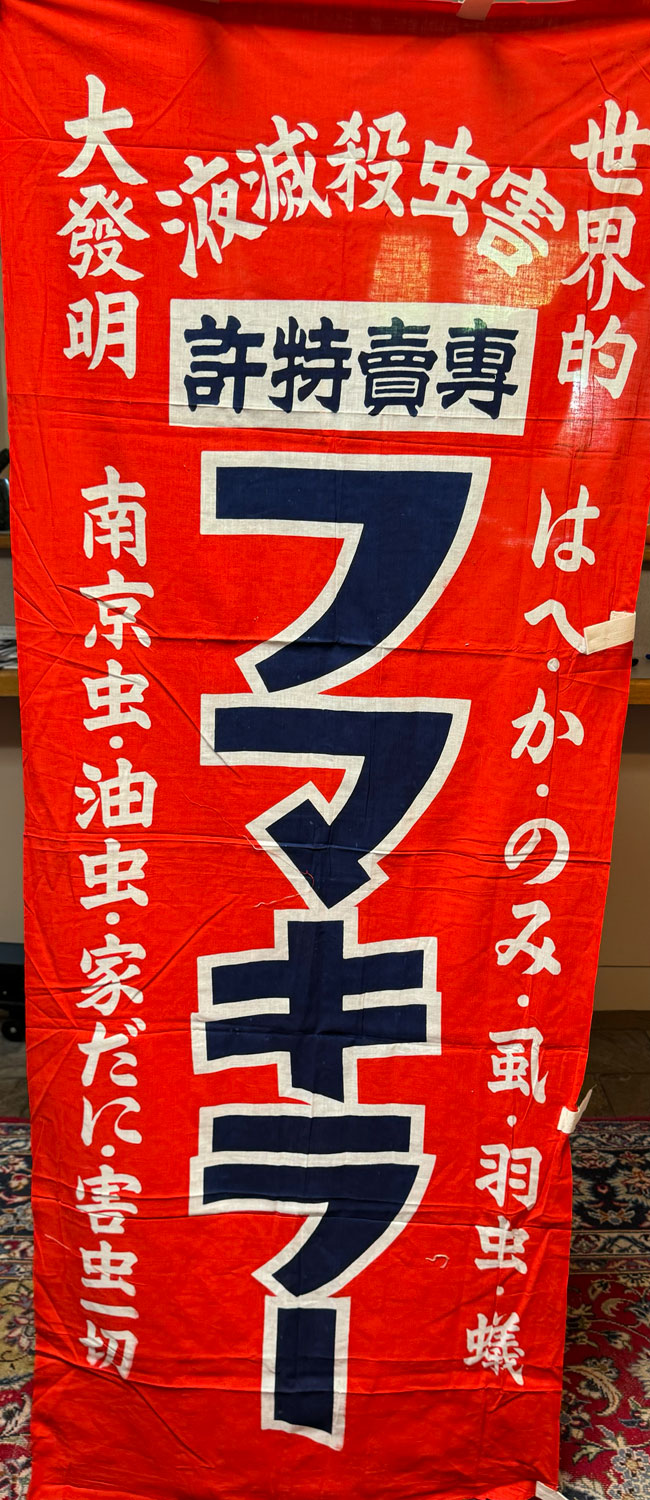 世界的
大發明
害虫殺滅液
專賣特許
フマキラー
はへ・か・のみ・虱・羽虫・蟻
南京虫・油虫・家だに・害虫一切